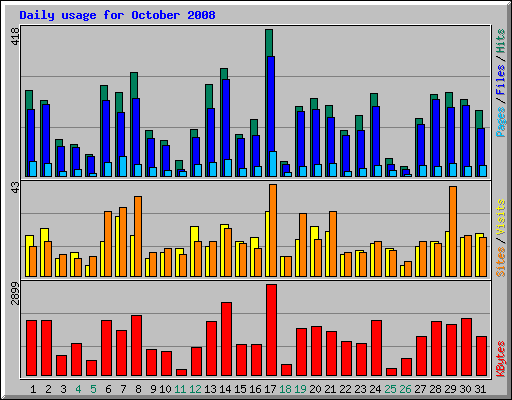 Daily usage for October 2008
418
Pages / Files / Hits
43
Sites / Visits
2899
KBytes
1 2 3 4 5 6 7 8 9 10 11 12 13 14 15 16 17 18 19 20 21 22 23 24 25 26 27 28 29 30 31